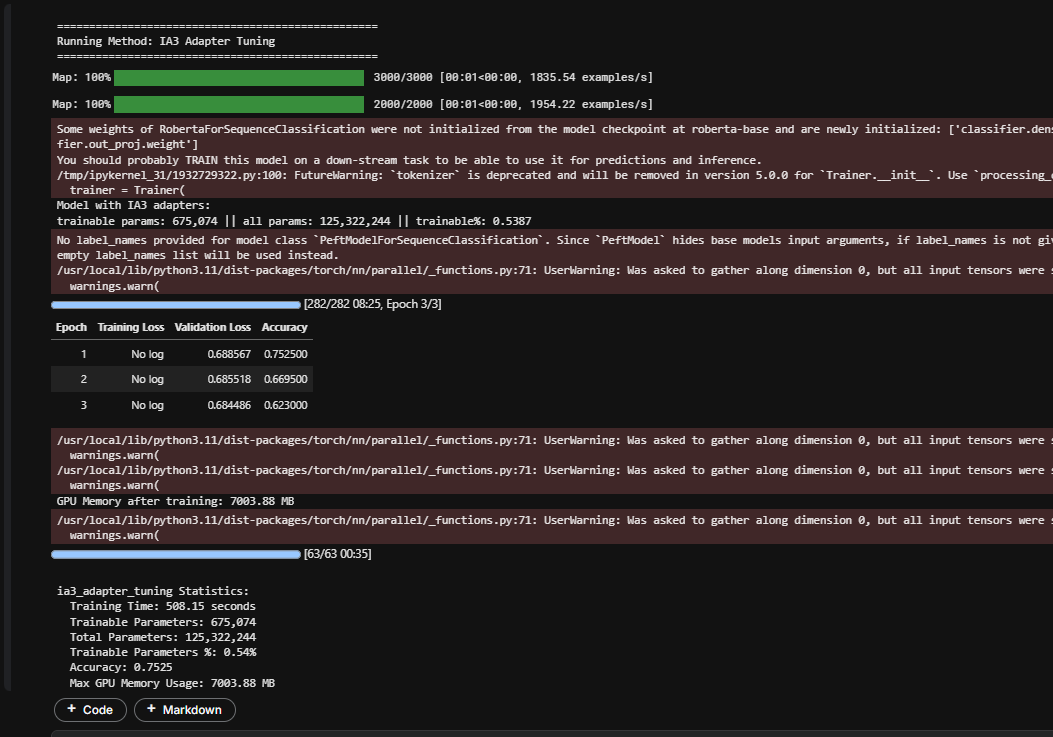 ==================================================
Running Method: IA3 Adapter Tuning
==================================================
Map: 100% 3000/3000 [00:01<00:00, 1835.54 examples/s]
Map: 100% 2000/2000 [00:01<00:00, 1954.22 examples/s]
Some weights of RobertaForSequenceClassification were not initialized from the model checkpoint at roberta-base and are newly initialized: ['classifier.dens
fier.out_proj.weight']
You should probably TRAIN this model on a down-stream task to be able to use it for predictions and inference.
/tmp/ipykernel_31/1932729322.py:100: FutureWarning: `tokenizer` is deprecated and will be removed in version 5.0.0 for `Trainer.__init__`. Use `processing_
trainer = Trainer(
Model with IA3 adapters:
trainable params: 675,074 || all params: 125,322,244 || trainable%: 0.5387
No label_names provided for model class `PeftModelForSequenceClassification`. Since `PeftModel` hides base models input arguments, if label_names is not giv
empty label_names list will be used instead.
/usr/local/lib/python3.11/dist-packages/torch/nn/parallel/_functions.py:71: UserWarning: Was asked to gather along dimension 0, but all input tensors were s
warnings.warn(
[282/282 08:25, Epoch 3/3]
Epoch Training Loss Validation Loss Accuracy
1 No log 0.688567 0.752500
2 No log 0.685518 0.669500
3 No log 0.684486 0.623000
/usr/local/lib/python3.11/dist-packages/torch/nn/parallel/_functions.py:71: UserWarning: Was asked to gather along dimension 0, but all input tensors were s
warnings.warn(
/usr/local/lib/python3.11/dist-packages/torch/nn/parallel/_functions.py:71: UserWarning: Was asked to gather along dimension 0, but all input tensors were s
warnings.warn(
GPU Memory after training: 7003.88 MB
/usr/local/lib/python3.11/dist-packages/torch/nn/parallel/_functions.py:71: UserWarning: Was asked to gather along dimension 0, but all input tensors were s
warnings.warn(
[63/63 00:35]
ia3_adapter_tuning Statistics:
Training Time: 508.15 seconds
Trainable Parameters: 675,074
Total Parameters: 125,322,244
Trainable Parameters %: 0.54%
Accuracy: 0.7525
Max GPU Memory Usage: 7003.88 MB
+ Code + Markdown